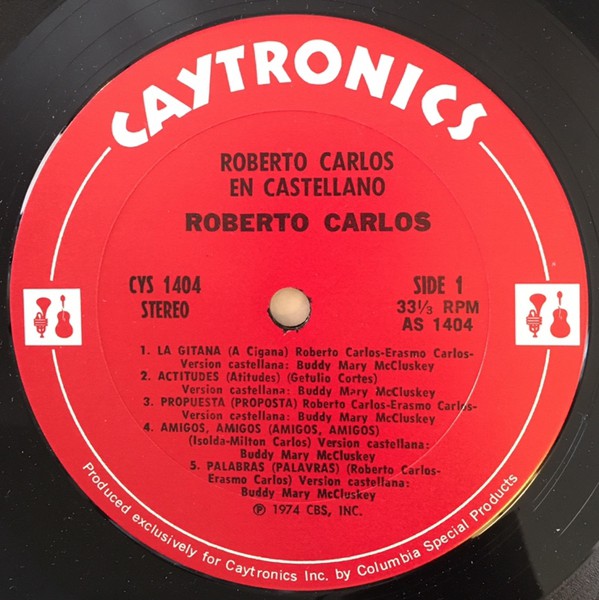 CAYTRONICS
ROBERTO CARLOS
EN CASTELLANO
ROBERTO CARLOS
CYS 1404
STEREO
SIDE 1
33⅓ RPM
AS 1404
1. LA GITANA (A Cigana) Roberto Carlos-Erasmo Carlos-
Version castellana: Buddy Mary McCluskey
2. ACTITUDES (Atitudes) (Getulio Cortes)
Version castellana: Buddy Mary McCluskey
3. PROPUESTA (PROPOSTA) Roberto Carlos-Erasmo Carlos-
Version castellana: Buddy Mary McCluskey
4. AMIGOS, AMIGOS (AMIGOS, AMIGOS)
(Isolda-Milton Carlos) Version castellana:
Buddy Mary McCluskey
5. PALABRAS (PALAVRAS) (Roberto Carlos-
Erasmo Carlos) Version castellana:
Buddy Mary McCluskey
Ⓟ 1974 CBS, INC.
Produced exclusively for Caytronics Inc. by Columbia Special Products